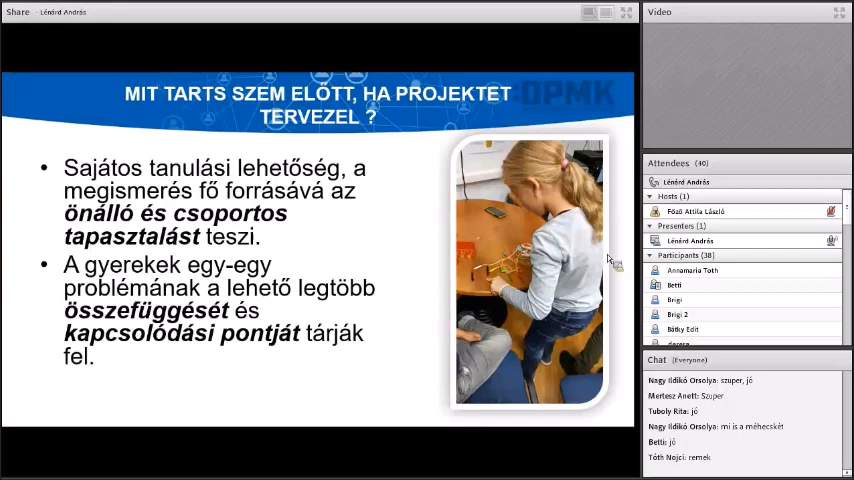 Share - Lénárd András
MIT TARTS SZEM ELŐTT, HA PROJEKTET
TERVEZEL ?
OPMK
• Sajátos tanulási lehetőség, a
megismerés fő forrásává az
önálló és csoportos
tapasztalást teszi.
• A gyerekek egy-egy
problémának a lehető legtöbb
összefüggését és
kapcsolódási pontját tárják
fel.
Video
Attendees (40)
Lénárd András
Hosts (1)
Főző Attila László
Presenters (1)
Lénárd András
Participants (38)
Annamaria Toth
Betti
Brigi
Brigi 2
Bátky Edit
Chat (Everyone)
Nagy Ildikó Orsolya: szuper, jó
Mertesz Anett: Szuper
Tuboly Rita: jó
Nagy Ildikó Orsolya: mi is a méhecskét
Betti: jó
Tóth Nojci: remek